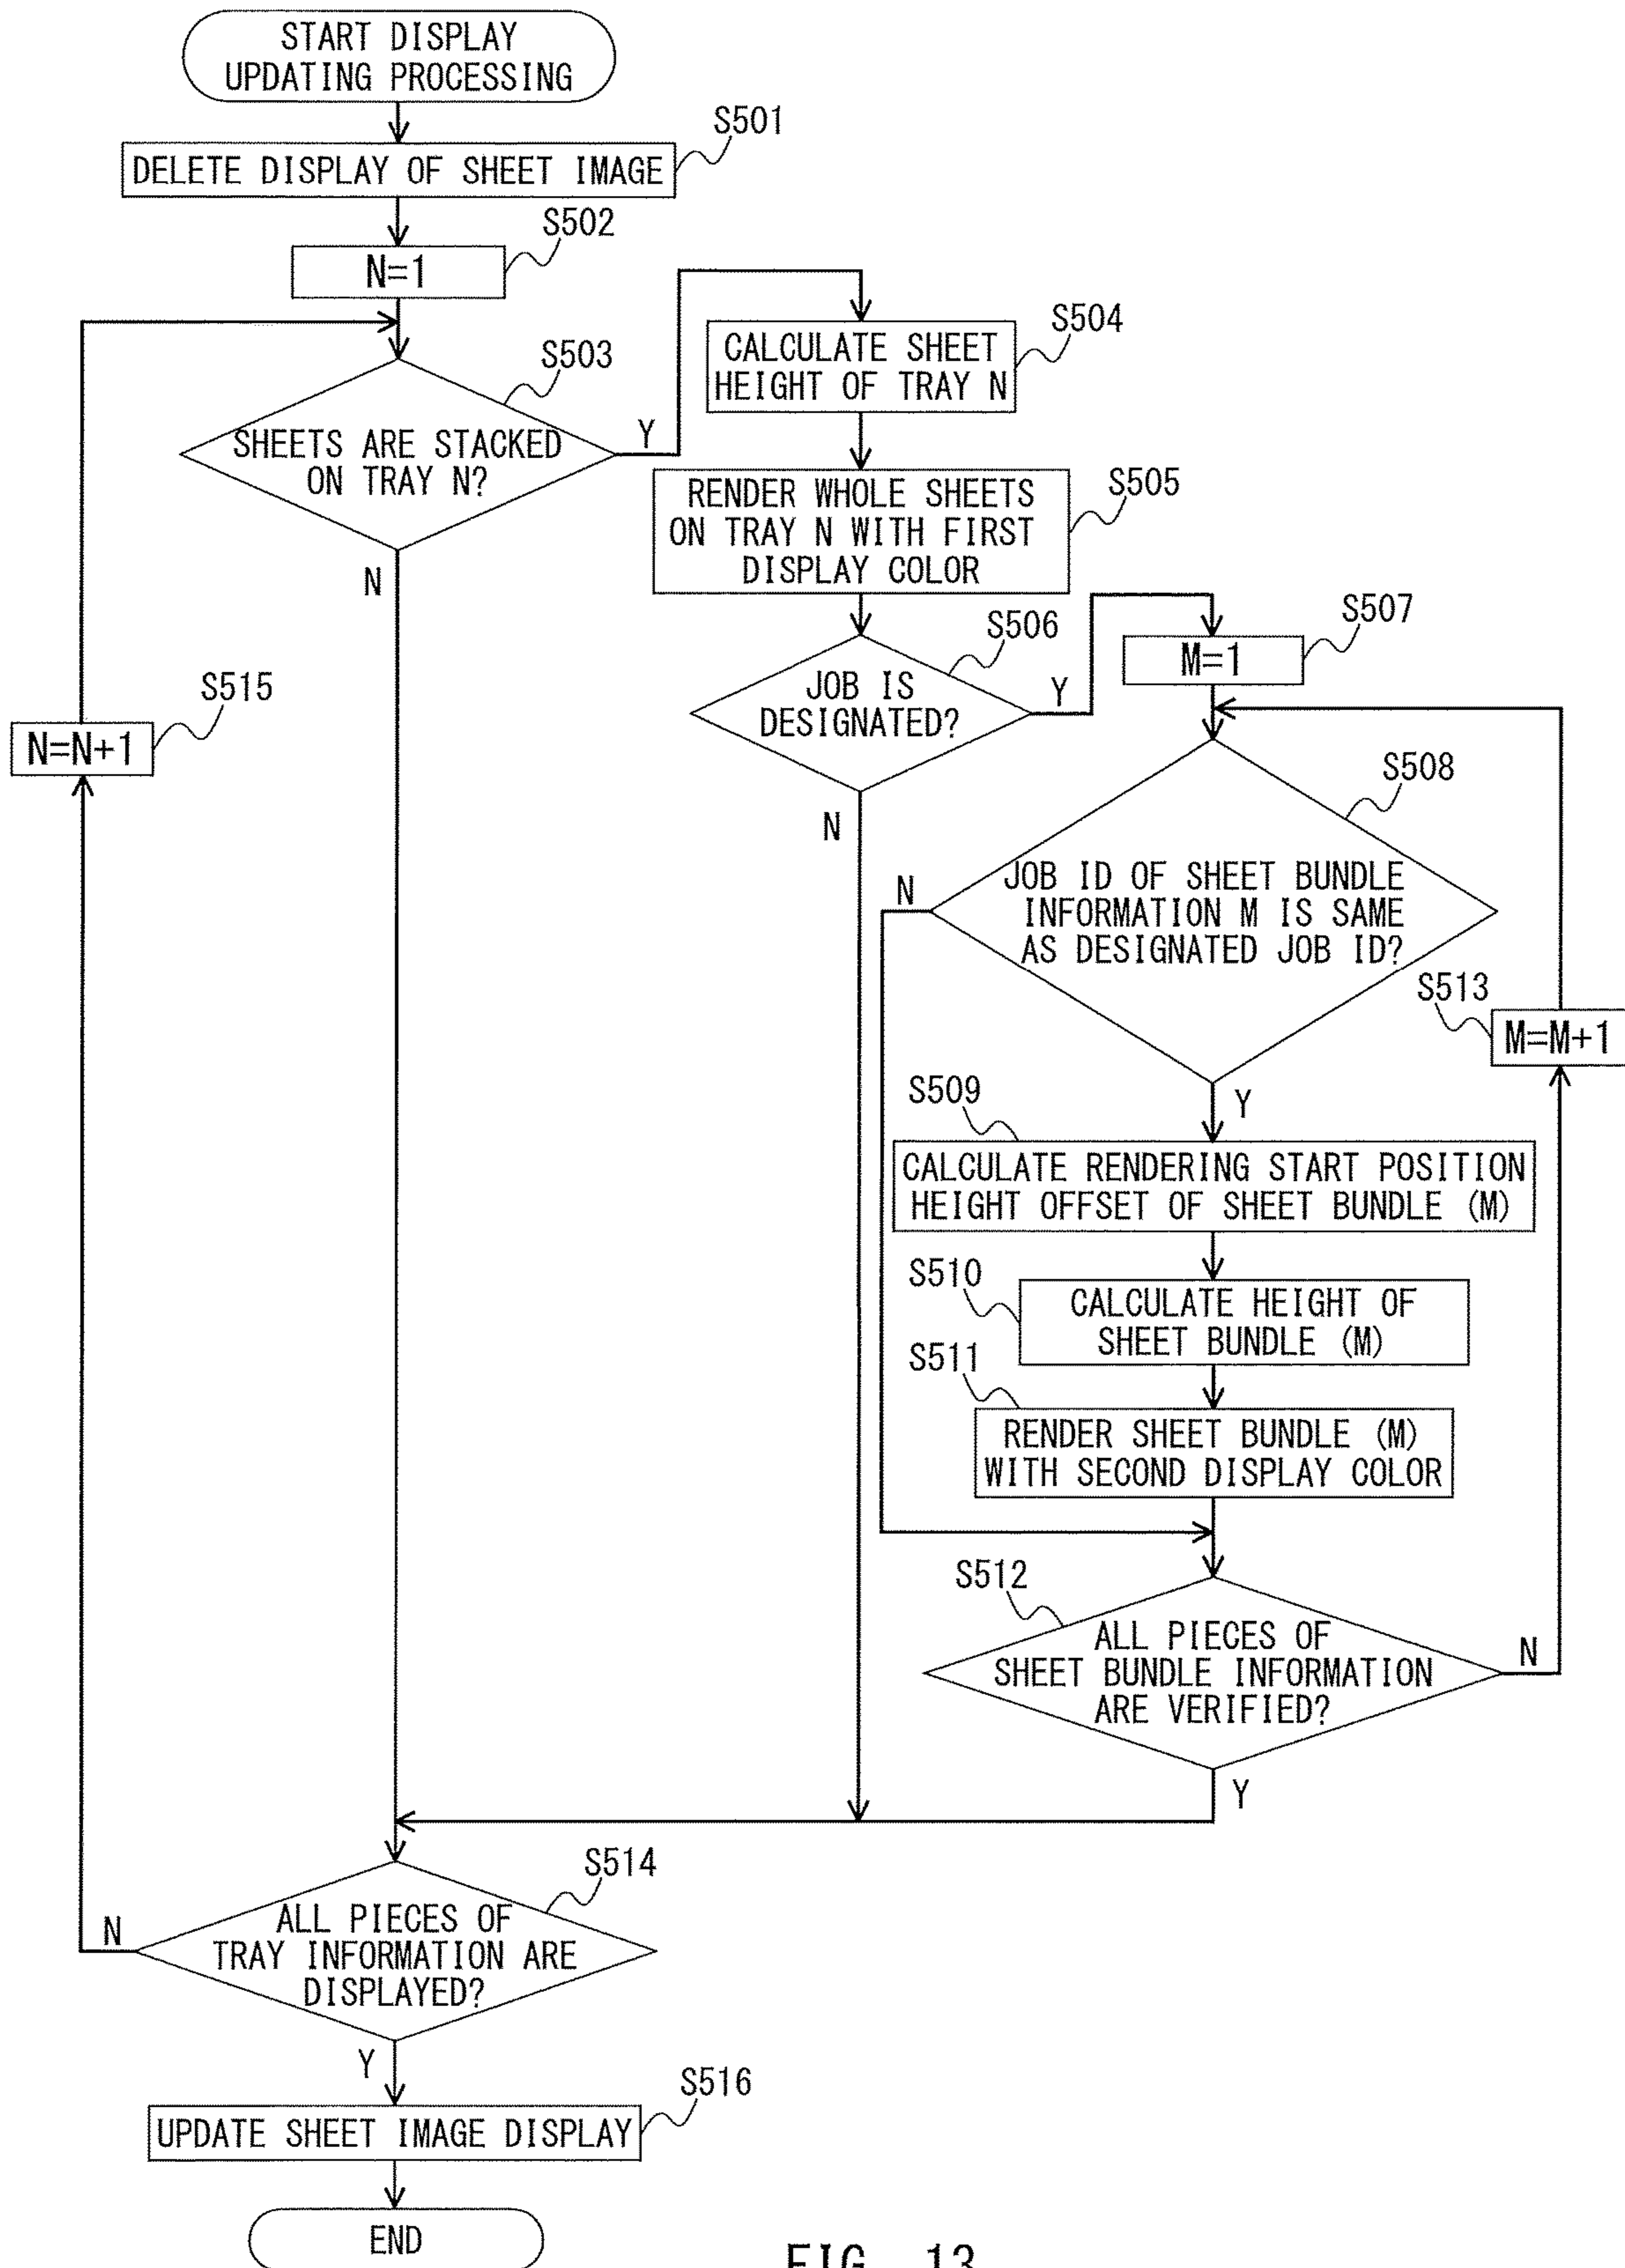 START DISPLAY
UPDATING PROCESSING
S501
DELETE DISPLAY OF SHEET IMAGE
S502
N=1
S503
SHEETS ARE STACKED
ON TRAY N?
Y
N
S504
CALCULATE SHEET
HEIGHT OF TRAY N
S505
RENDER WHOLE SHEETS
ON TRAY N WITH FIRST
DISPLAY COLOR
S506
JOB IS
DESIGNATED?
Y
N
S507
M=1
S508
JOB ID OF SHEET BUNDLE
INFORMATION M IS SAME
AS DESIGNATED JOB ID?
N
Y
S509
CALCULATE RENDERING START POSITION
HEIGHT OFFSET OF SHEET BUNDLE (M)
S510
CALCULATE HEIGHT OF
SHEET BUNDLE (M)
S511
RENDER SHEET BUNDLE (M)
WITH SECOND DISPLAY COLOR
S512
ALL PIECES OF
SHEET BUNDLE INFORMATION
ARE VERIFIED?
N
Y
S513
M=M+1
S514
ALL PIECES OF
TRAY INFORMATION ARE
DISPLAYED?
N
Y
S515
N=N+1
S516
UPDATE SHEET IMAGE DISPLAY
END
FIG. 13